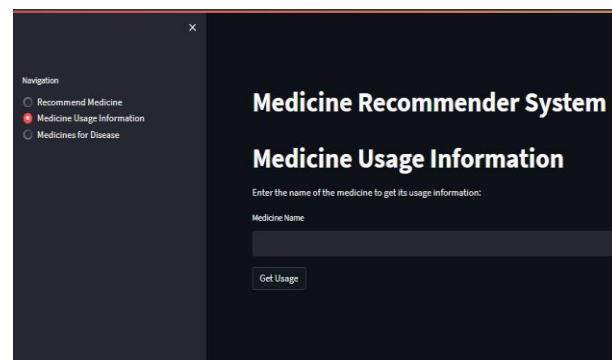 ×
Navigation
Recommend Medicine
Medicine Usage Information
Medicines for Disease
Medicine Recommender System
Medicine Usage Information
Enter the name of the medicine to get its usage information:
Medicine Name
Get Usage